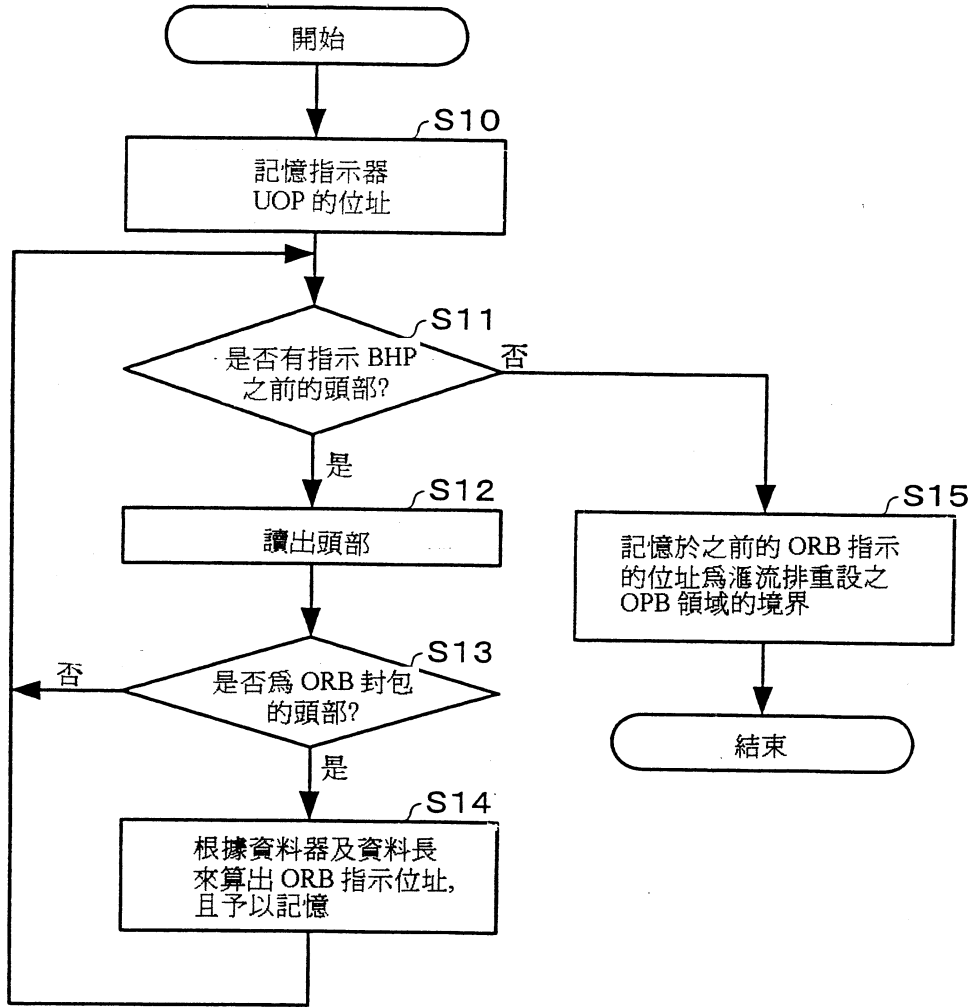 開始
S10
記憶指示器
UOP 的位址
S11
是否有指示 BHP
之前的頭部?
否
是
S12
讀出頭部
S13
是否爲 ORB 封包
的頭部?
否
是
S14
根據資料器及資料長
來算出 ORB 指示位址,
且予以記憶
S15
記憶於之前的 ORB 指示
的位址爲滙流排重設之
OPB 領域的境界
結束